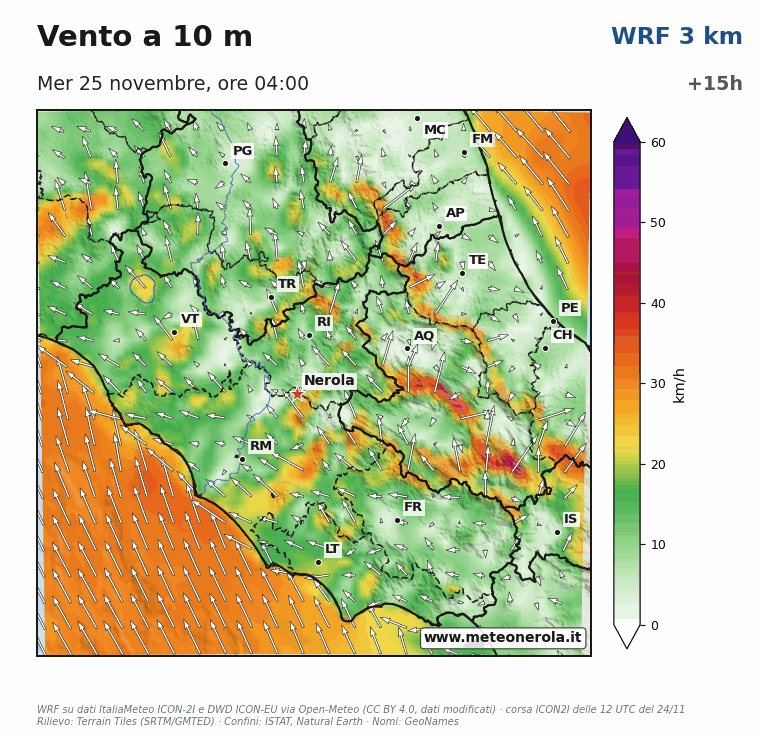 Vento a 10 m
WRF 3 km
Mer 25 novembre, ore 04:00
+15h
MC
FM
PG
AP
TE
TR
PE
VT
RI
AQ
CH
Nerola
RM
FR
IS
LT
www.meteonerola.it
60
50
40
30
20
10
0
km/h
WRF su dati ItaliaMeteo ICON-2I e DWD ICON-EU via Open-Meteo (CC BY 4.0, dati modificati) · corsa ICON2I delle 12 UTC del 24/11
Rilievo: Terrain Tiles (SRTM/GMTED) · Confini: ISTAT, Natural Earth · Nomi: GeoNames